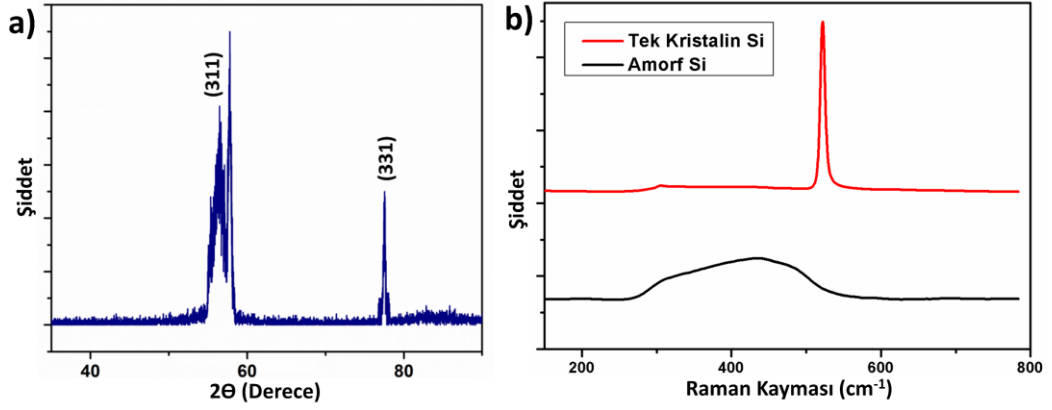 a)
(311)
(331)
Şiddet
40
60
80
2Ө (Derece)
b)
Tek Kristalin Si
Amorf Si
Şiddet
200
400
600
800
Raman Kayması (cm⁻¹)